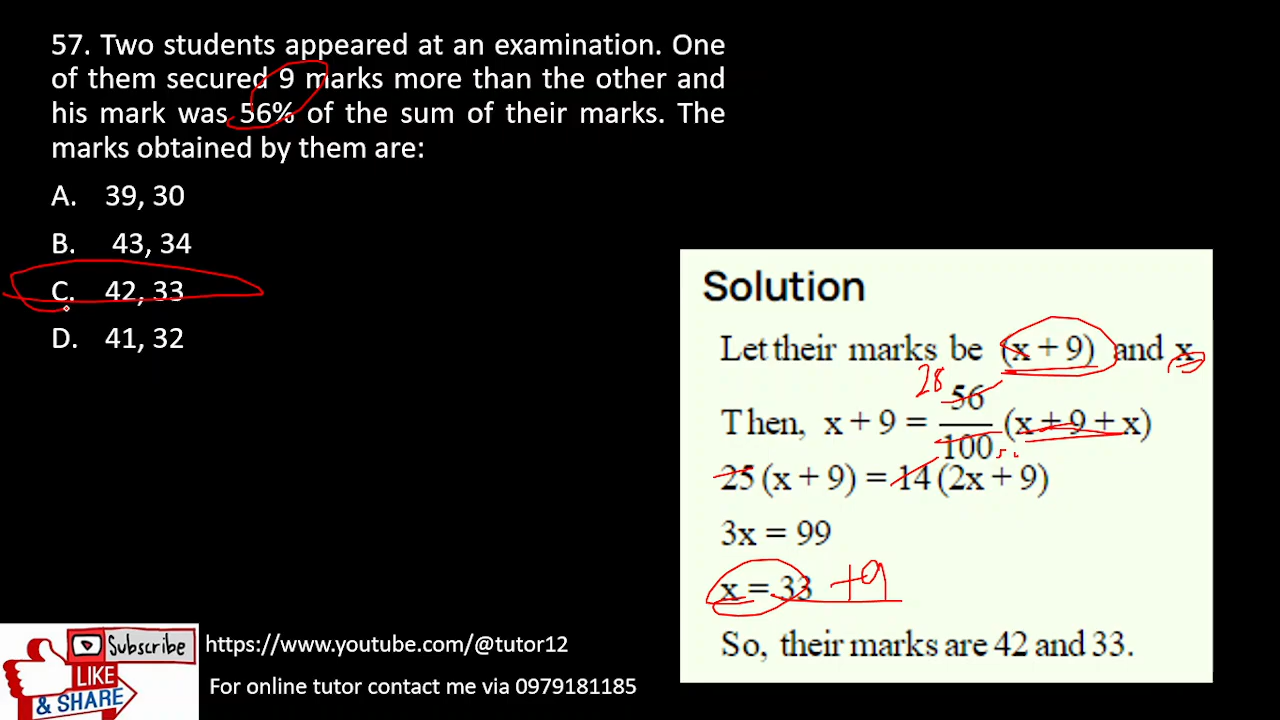 57. Two students appeared at an examination. One
of them secured 9 marks more than the other and
his mark was 56% of the sum of their marks. The
marks obtained by them are:
A. 39, 30
B. 43, 34
C. 42, 33
D. 41, 32
Solution
Let their marks be (x + 9) and x
28
Then, x + 9 = 56/100 (x + 9 + x)
25 (x + 9) = 14 (2x + 9)
3x = 99
x = 33 +9
So, their marks are 42 and 33.
Subscribe
LIKE
& SHARE
https://www.youtube.com/@tutor12
For online tutor contact me via 0979181185